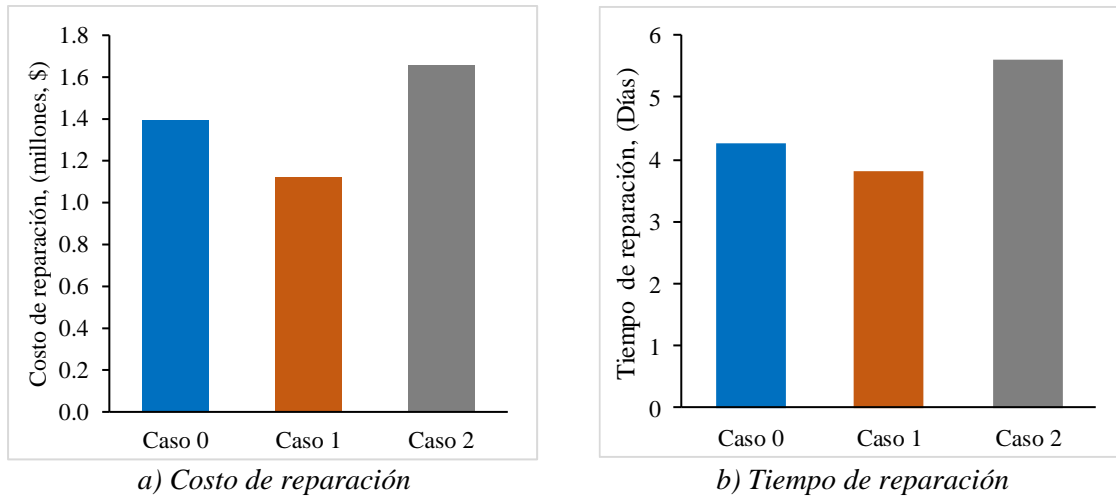 Costo de reparación, (millones, $)
1.8
1.6
1.4
1.2
1.0
0.8
0.6
0.4
0.2
0.0
Caso 0 Caso 1 Caso 2
a) Costo de reparación
Tiempo de reparación, (Días)
6
5
4
3
2
1
0
Caso 0 Caso 1 Caso 2
b) Tiempo de reparación